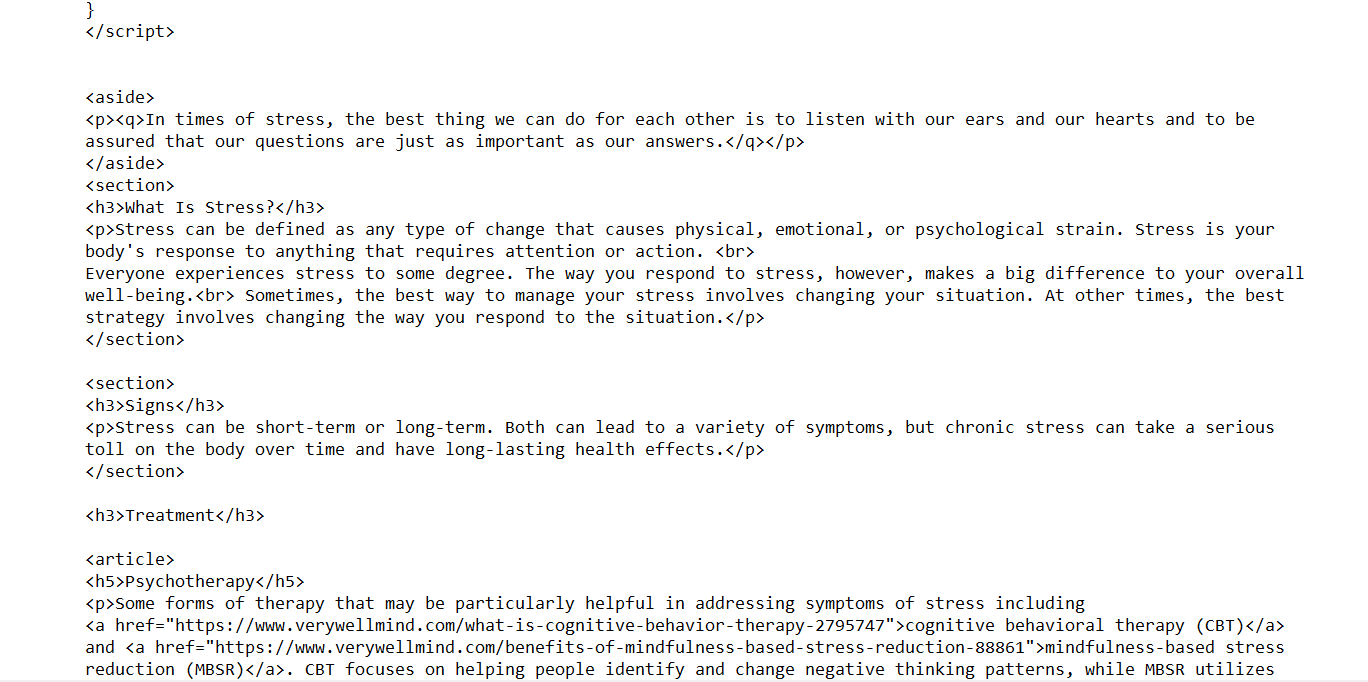 }
</script>
<aside>
<p><q>In times of stress, the best thing we can do for each other is to listen with our ears and our hearts and to be
assured that our questions are just as important as our answers.</q></p>
</aside>
<section>
<h3>What Is Stress?</h3>
<p>Stress can be defined as any type of change that causes physical, emotional, or psychological strain. Stress is your
body's response to anything that requires attention or action. <br>
Everyone experiences stress to some degree. The way you respond to stress, however, makes a big difference to your overall
well-being.<br> Sometimes, the best way to manage your stress involves changing your situation. At other times, the best
strategy involves changing the way you respond to the situation.</p>
</section>
<section>
<h3>Signs</h3>
<p>Stress can be short-term or long-term. Both can lead to a variety of symptoms, but chronic stress can take a serious
toll on the body over time and have long-lasting health effects.</p>
</section>
<h3>Treatment</h3>
<article>
<h5>Psychotherapy</h5>
<p>Some forms of therapy that may be particularly helpful in addressing symptoms of stress including
<a href="https://www.verywellmind.com/what-is-cognitive-behavior-therapy-2795747">cognitive behavioral therapy (CBT)</a>
and <a href="https://www.verywellmind.com/benefits-of-mindfulness-based-stress-reduction-88861">mindfulness-based stress
reduction (MBSR)</a>. CBT focuses on helping people identify and change negative thinking patterns, while MBSR utilizes